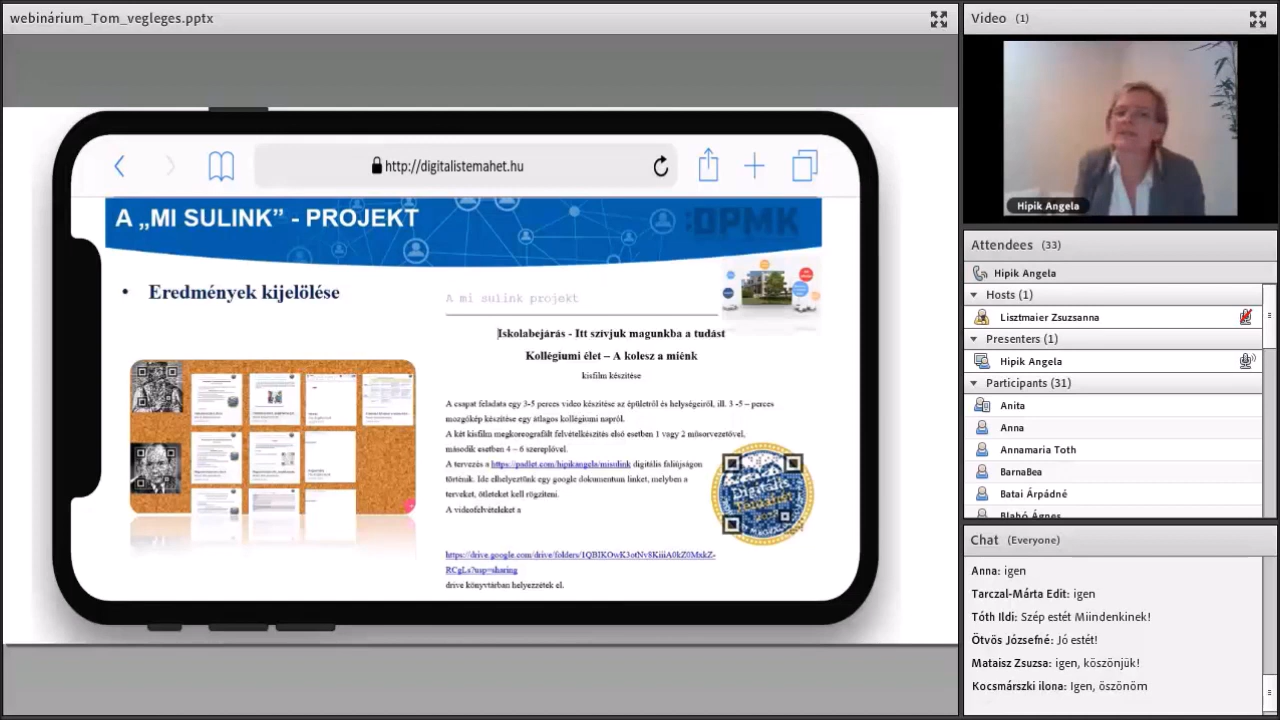 webinárium_Tom_vegleges.pptx
http://digitalistemahet.hu
A „MI SULINK” - PROJEKT
:OPMK
• Eredmények kijelölése
A mi sulink projekt
Iskolabejárás - Itt szívjuk magunkba a tudást
Kollégiumi élet – A kolesz a miénk
kisfilm készítése
A csapat feladata egy 3-5 perces video készítése az épületről és helységeiről, ill. 3 -5 – perces
mozgókép készítése egy átlagos kollégiumi napról.
A két kisfilm megkoreografált felvételkészítés első esetben 1 vagy 2 műsorvezetővel,
második esetben 4 – 6 szereplővel.
A tervezés a https://padlet.com/hipikangela/misulink digitális faliújságon
történik. Ide elhelyeztünk egy google dokumentum linket, melyben a
terveket, ötleteket kell rögzíteni.
A videofelvételeket a
drive könyvtárban helyezzétek el.
Digitális
Video (1)
Hipik Angela
Attendees (33)
Hipik Angela
Hosts (1)
Lisztmaier Zsuzsanna
Presenters (1)
Hipik Angela
Participants (31)
Anita
Anna
Annamaria Toth
BarnaBea
Batai Árpádné
Blahó Ágnes
Chat (Everyone)
Anna: igen
Tarczal-Márta Edit: igen
Tóth Ildi: Szép estét Miindenkinek!
Ötvös Józsefné: Jó estét!
Mataisz Zsuzsa: igen, köszönjük!
Kocsmárszki ilona: Igen, öszönöm